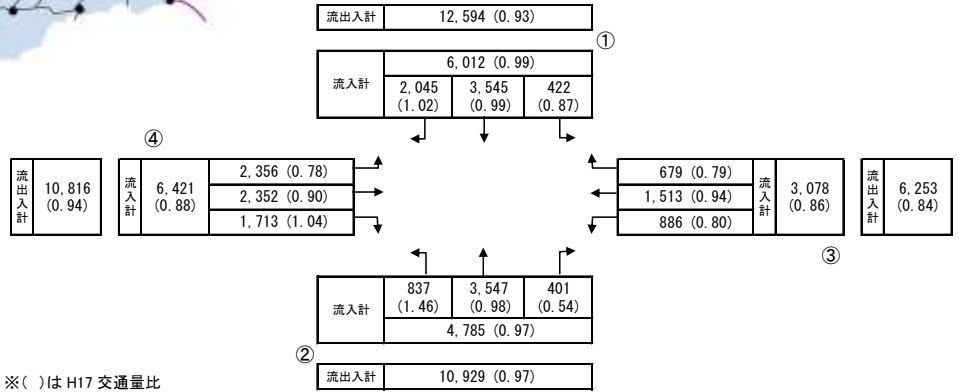 流出入計 12,594 (0.93)
①
流入計 6,012 (0.99)
2,045 3,545 422
(1.02) (0.99) (0.87)
④
流出入計 10,816 (0.94)
流入計 6,421 (0.88)
2,356 (0.78)
2,352 (0.90)
1,713 (1.04)
679 (0.79)
1,513 (0.94)
886 (0.80)
流入計 3,078 (0.86)
流出入計 6,253 (0.84)
③
流入計
837 3,547 401
(1.46) (0.98) (0.54)
4,785 (0.97)
②
流出入計 10,929 (0.97)
※( )は H17 交通量比